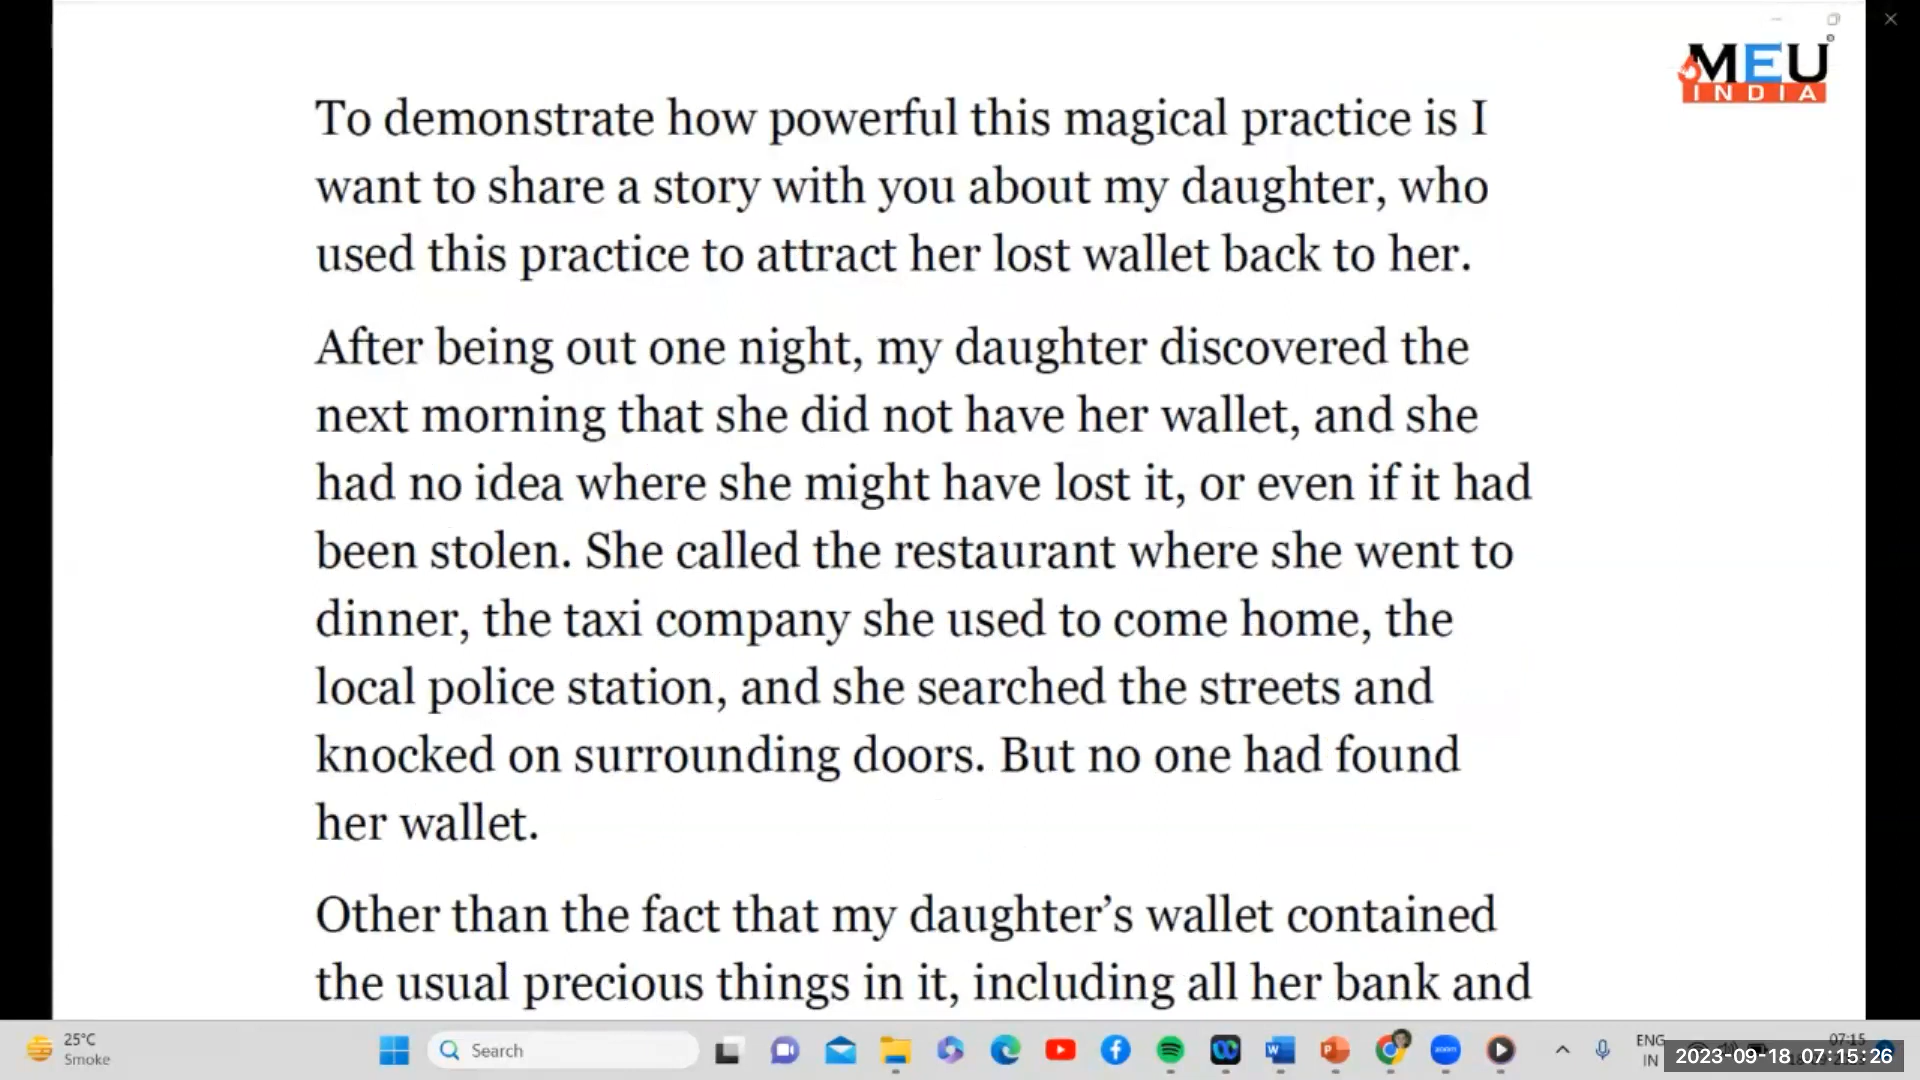 MEU
INDIA
To demonstrate how powerful this magical practice is I
want to share a story with you about my daughter, who
used this practice to attract her lost wallet back to her.
After being out one night, my daughter discovered the
next morning that she did not have her wallet, and she
had no idea where she might have lost it, or even if it had
been stolen. She called the restaurant where she went to
dinner, the taxi company she used to come home, the
local police station, and she searched the streets and
knocked on surrounding doors. But no one had found
her wallet.
Other than the fact that my daughter’s wallet contained
the usual precious things in it, including all her bank and
25°C
Smoke
Search
W
P
zoom
ENG
IN
07:15
2023-09-18 07:15:26